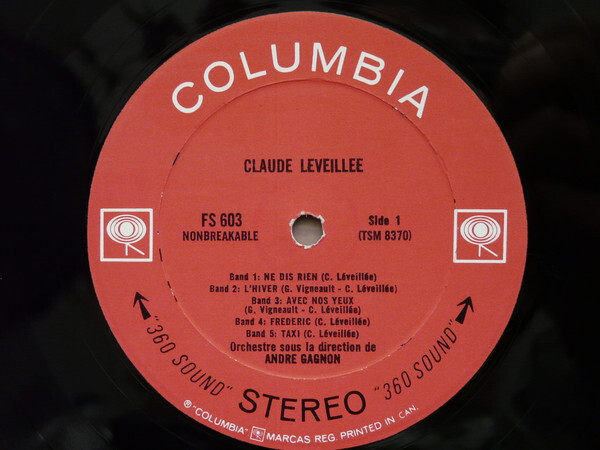 COLUMBIA
CLAUDE LEVEILLEE
FS 603
NONBREAKABLE
Side 1
(TSM 8370)
Band 1: NE DIS RIEN (C. Léveillée)
Band 2: L'HIVER (G. Vigneault - C. Léveillée)
Band 3: AVEC NOS YEUX
(G. Vigneault - C. Léveillée)
Band 4: FREDERIC (C. Léveillée)
Band 5: TAXI (C. Léveillée)
Orchestre sous la direction de
ANDRE GAGNON
"360 SOUND" STEREO "360 SOUND"
® "COLUMBIA" MARCAS REG. PRINTED IN CAN.